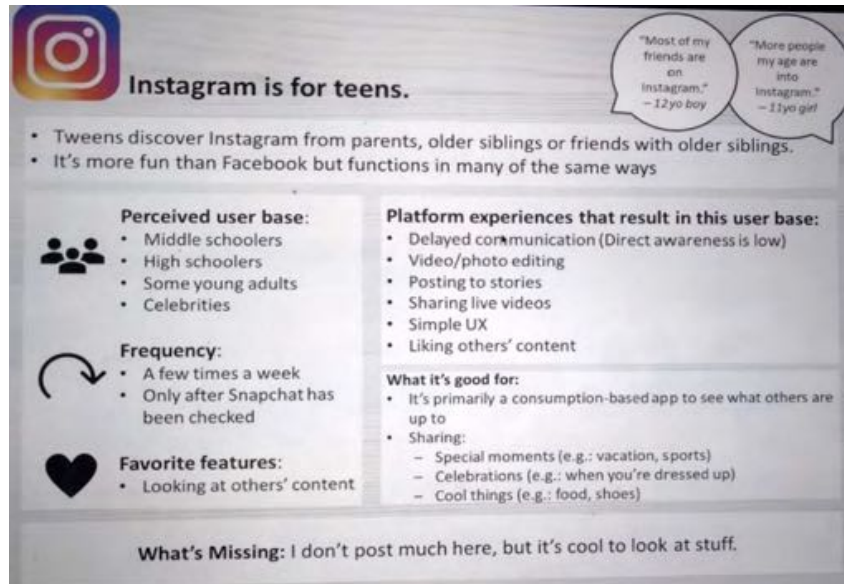 Instagram is for teens.
"Most of my
friends are
on
Instagram."
– 12yo boy
"More people
my age are
into
Instagram."
– 11yo girl
• Tweens discover Instagram from parents, older siblings or friends with older siblings.
• It's more fun than Facebook but functions in many of the same ways
Perceived user base:
• Middle schoolers
• High schoolers
• Some young adults
• Celebrities
Frequency:
• A few times a week
• Only after Snapchat has
been checked
Favorite features:
• Looking at others' content
Platform experiences that result in this user base:
• Delayed communication (Direct awareness is low)
• Video/photo editing
• Posting to stories
• Sharing live videos
• Simple UX
• Liking others' content
What it's good for:
• It's primarily a consumption-based app to see what others are
up to
• Sharing:
– Special moments (e.g.: vacation, sports)
– Celebrations (e.g.: when you're dressed up)
– Cool things (e.g.: food, shoes)
What's Missing: I don't post much here, but it's cool to look at stuff.